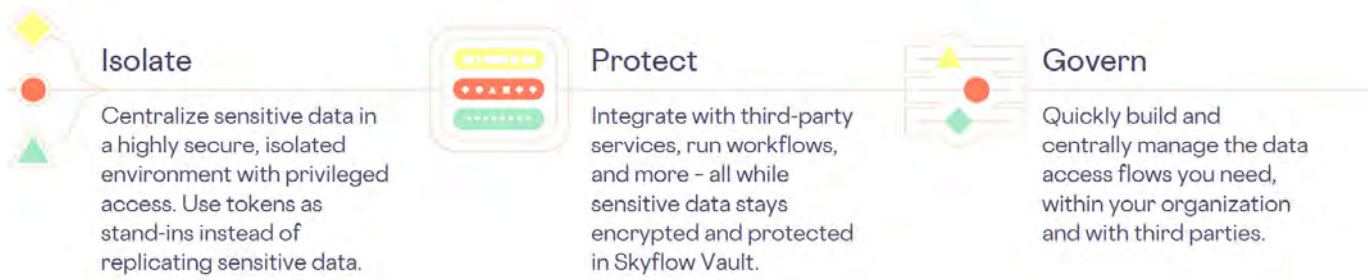 Isolate
Centralize sensitive data in
a highly secure, isolated
environment with privileged
access. Use tokens as
stand-ins instead of
replicating sensitive data.
Protect
Integrate with third-party
services, run workflows,
and more – all while
sensitive data stays
encrypted and protected
in Skyflow Vault.
Govern
Quickly build and
centrally manage the data
access flows you need,
within your organization
and with third parties.